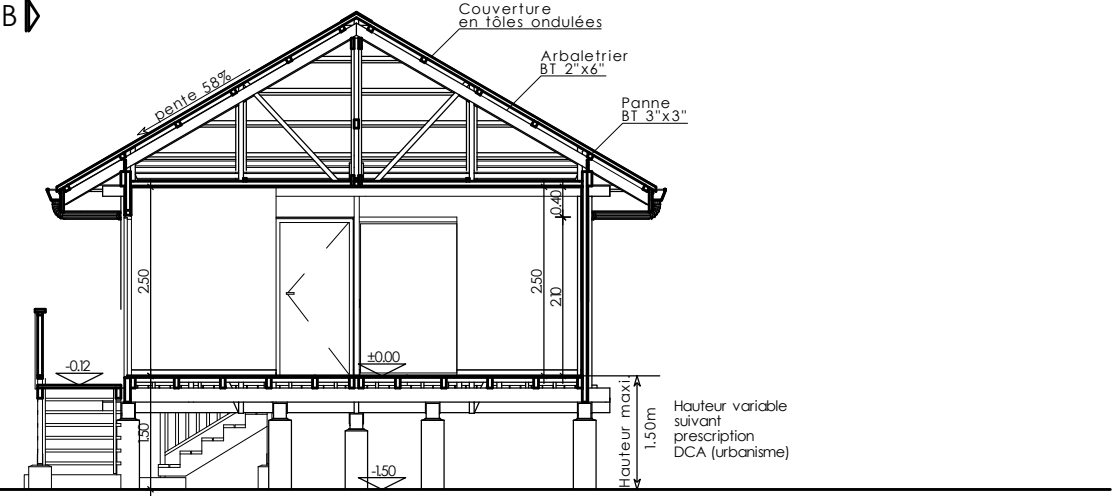 B
Couverture
en tôles ondulées
Arbaletrier
BT 2"x6"
Panne
BT 3"x3"
pente 58%
0.40
2.50
2.50
2.10
-0.12
±0.00
1.50
-1.50
Hauteur maxi.
1.50m
Hauteur variable
suivant
prescription
DCA (urbanisme)